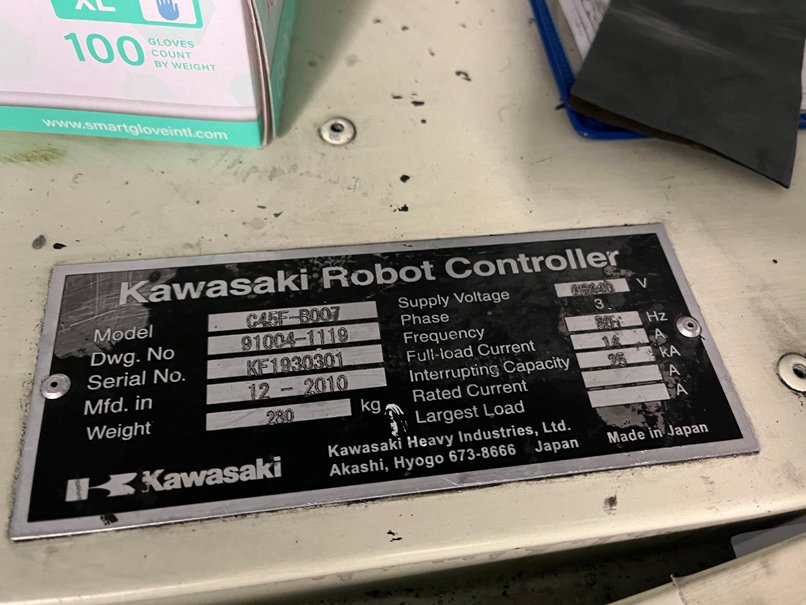 XL
100 GLOVES
COUNT
BY WEIGHT
www.smartgloveintl.com
Kawasaki Robot Controller
Model C45F-B007
Dwg. No 91004-1119
Serial No. KF1930301
Mfd. in 12 - 2010
Weight 280 kg
Supply Voltage V
Phase 3
Frequency Hz
Full-load Current 14 A
Interrupting Capacity 25 kA
Rated Current A
Largest Load A
Kawasaki
Kawasaki Heavy Industries, Ltd.
Akashi, Hyogo 673-8666 Japan Made in Japan